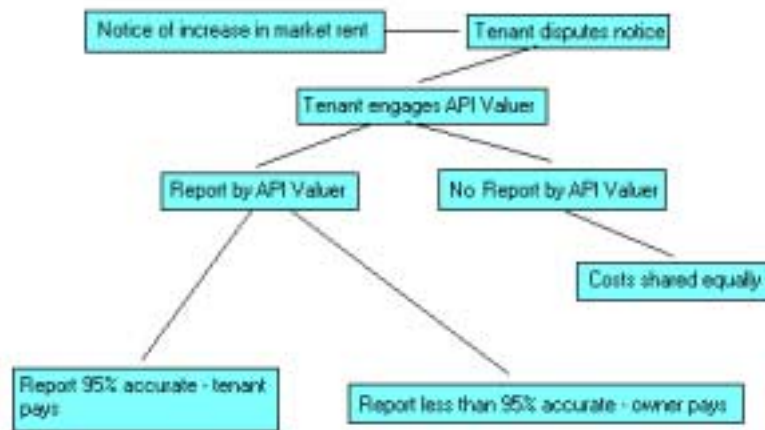 Notice of increase in market rent
Tenant disputes notice
Tenant engages API Valuer
Report by API Valuer
No Report by API Valuer
Costs shared equally
Report 95% accurate - tenant
pays
Report less than 95% accurate - owner pays